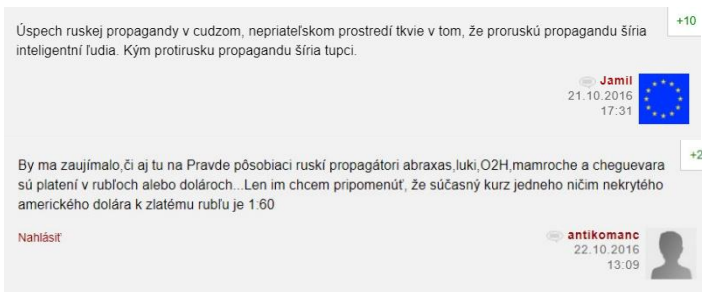 +10
Úspech ruskej propagandy v cudzom, nepriateľskom prostredí tkvie v tom, že proruskú propagandu šíria
inteligentní ľudia. Kým protirusku propagandu šíria tupci.
Jamil
21.10.2016
17:31
+2
By ma zaujímalo,či aj tu na Pravde pôsobiaci ruskí propagátori abraxas,luki,O2H,mamroche a cheguevara
sú platení v rubľoch alebo dolároch...Len im chcem pripomenúť, že súčasný kurz jedneho ničim nekrytého
amerického dolára k zlatému rubľu je 1:60
Nahlásiť
antikomanc
22.10.2016
13:09